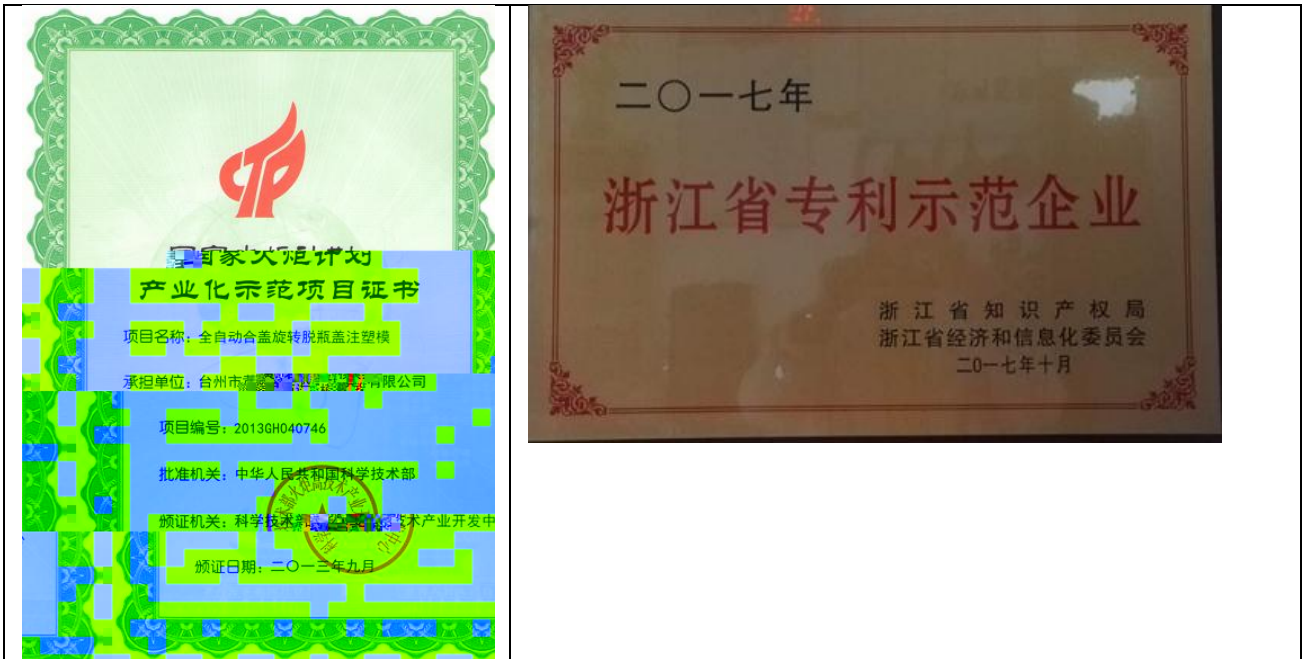 国家火炬计划
产业化示范项目证书
项目名称：全自动合盖旋转脱瓶盖注塑模
承担单位：台州市 有限公司
项目编号：2013GH040746
批准机关：中华人民共和国科学技术部
颁证机关：科学技术部 技术产业开发中
颁证日期：二〇一三年九月
二〇一七年
浙江省专利示范企业
浙江省知识产权局
浙江省经济和信息化委员会
二〇一七年十月